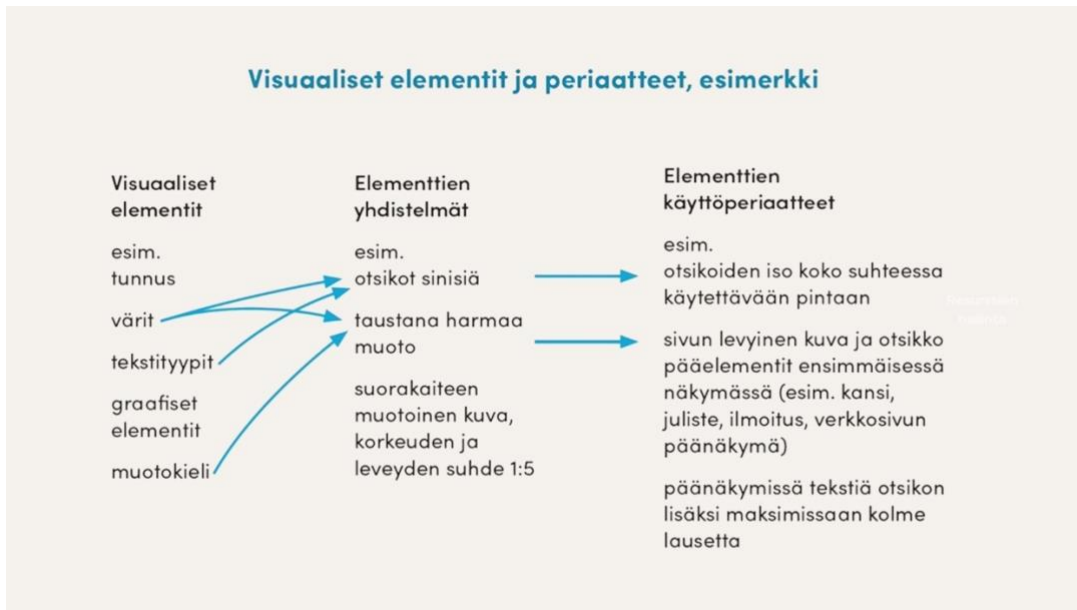 Visuaaliset elementit ja periaatteet, esimerkki
Visuaaliset
elementit
esim.
tunnus
värit
tekstityypit
graafiset
elementit
muotokieli
Elementtien
yhdistelmät
esim.
otsikot sinisiä
taustana harmaa
muoto
suorakaiteen
muotoinen kuva,
korkeuden ja
leveyden suhde 1:5
Elementtien
käyttöperiaatteet
esim.
otsikoiden iso koko suhteessa
käytettävään pintaan
sivun levyinen kuva ja otsikko
pääelementit ensimmäisessä
näkymässä (esim. kansi,
juliste, ilmoitus, verkkosivun
päänäkymä)
päänäkymissä tekstiä otsikon
lisäksi maksimissaan kolme
lausetta